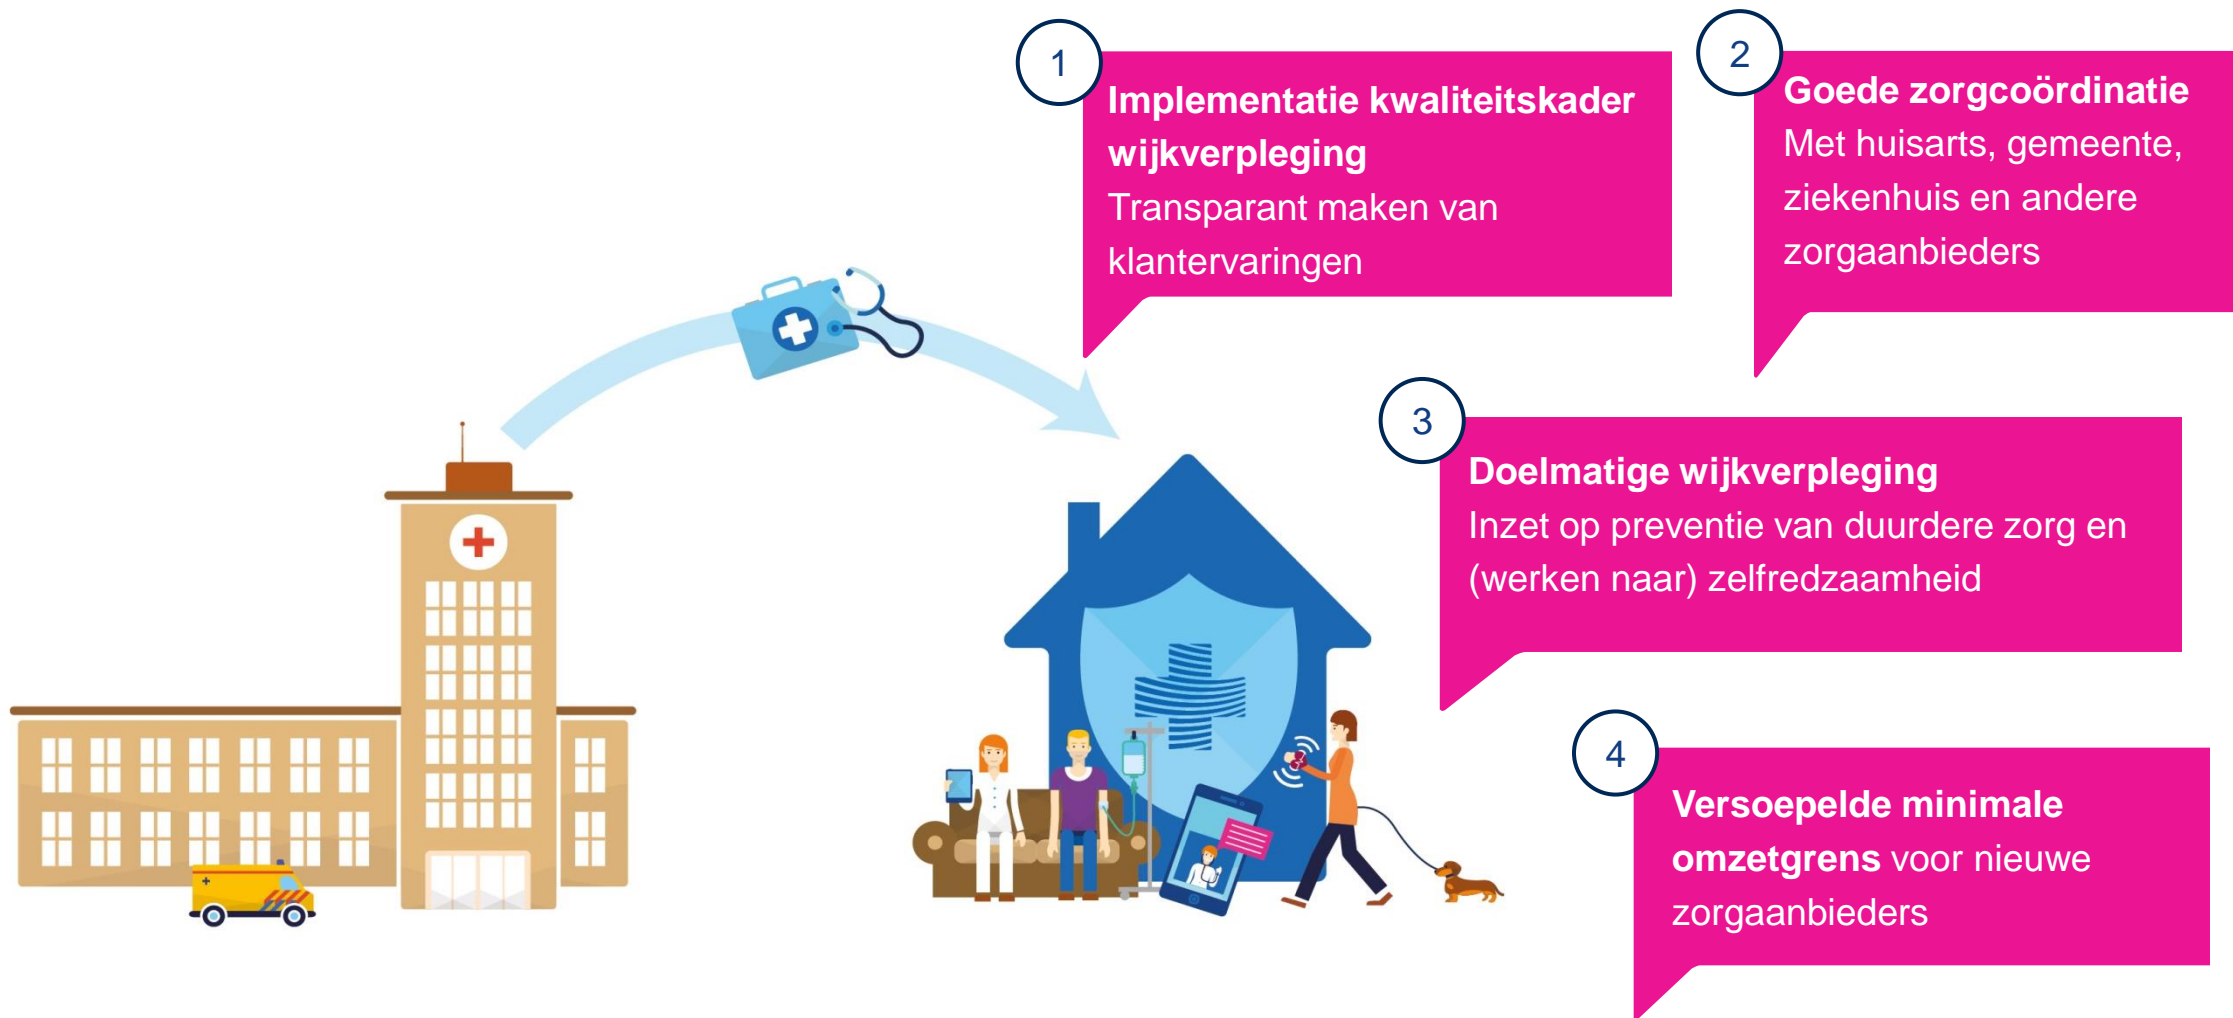 1
Implementatie kwaliteitskader
wijkverpleging
Transparant maken van
klantervaringen
2
Goede zorgcoördinatie
Met huisarts, gemeente,
ziekenhuis en andere
zorgaanbieders
3
Doelmatige wijkverpleging
Inzet op preventie van duurdere zorg en
(werken naar) zelfredzaamheid
4
Versoepelde minimale
omzetgrens voor nieuwe
zorgaanbieders